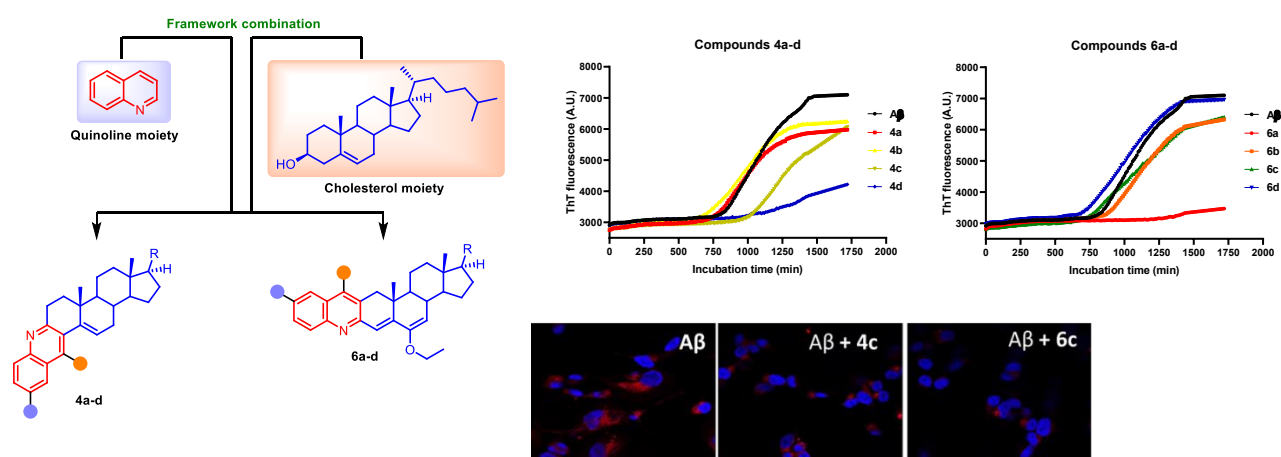 Framework combination
N
Quinoline moiety
H
HO
Cholesterol moiety
R
H
N
4a-d
R
H
N
O
6a-d
Compounds 4a-d
ThT fluorescence (A.U.)
8000
7000
6000
5000
4000
3000
0 250 500 750 1000 1250 1500 1750 2000
Incubation time (min)
Aβ
4a
4b
4c
4d
Compounds 6a-d
ThT fluorescence (A.U.)
8000
7000
6000
5000
4000
3000
0 250 500 750 1000 1250 1500 1750 2000
Incubation time (min)
Aβ
6a
6b
6c
6d
Aβ
Aβ + 4c
Aβ + 6c